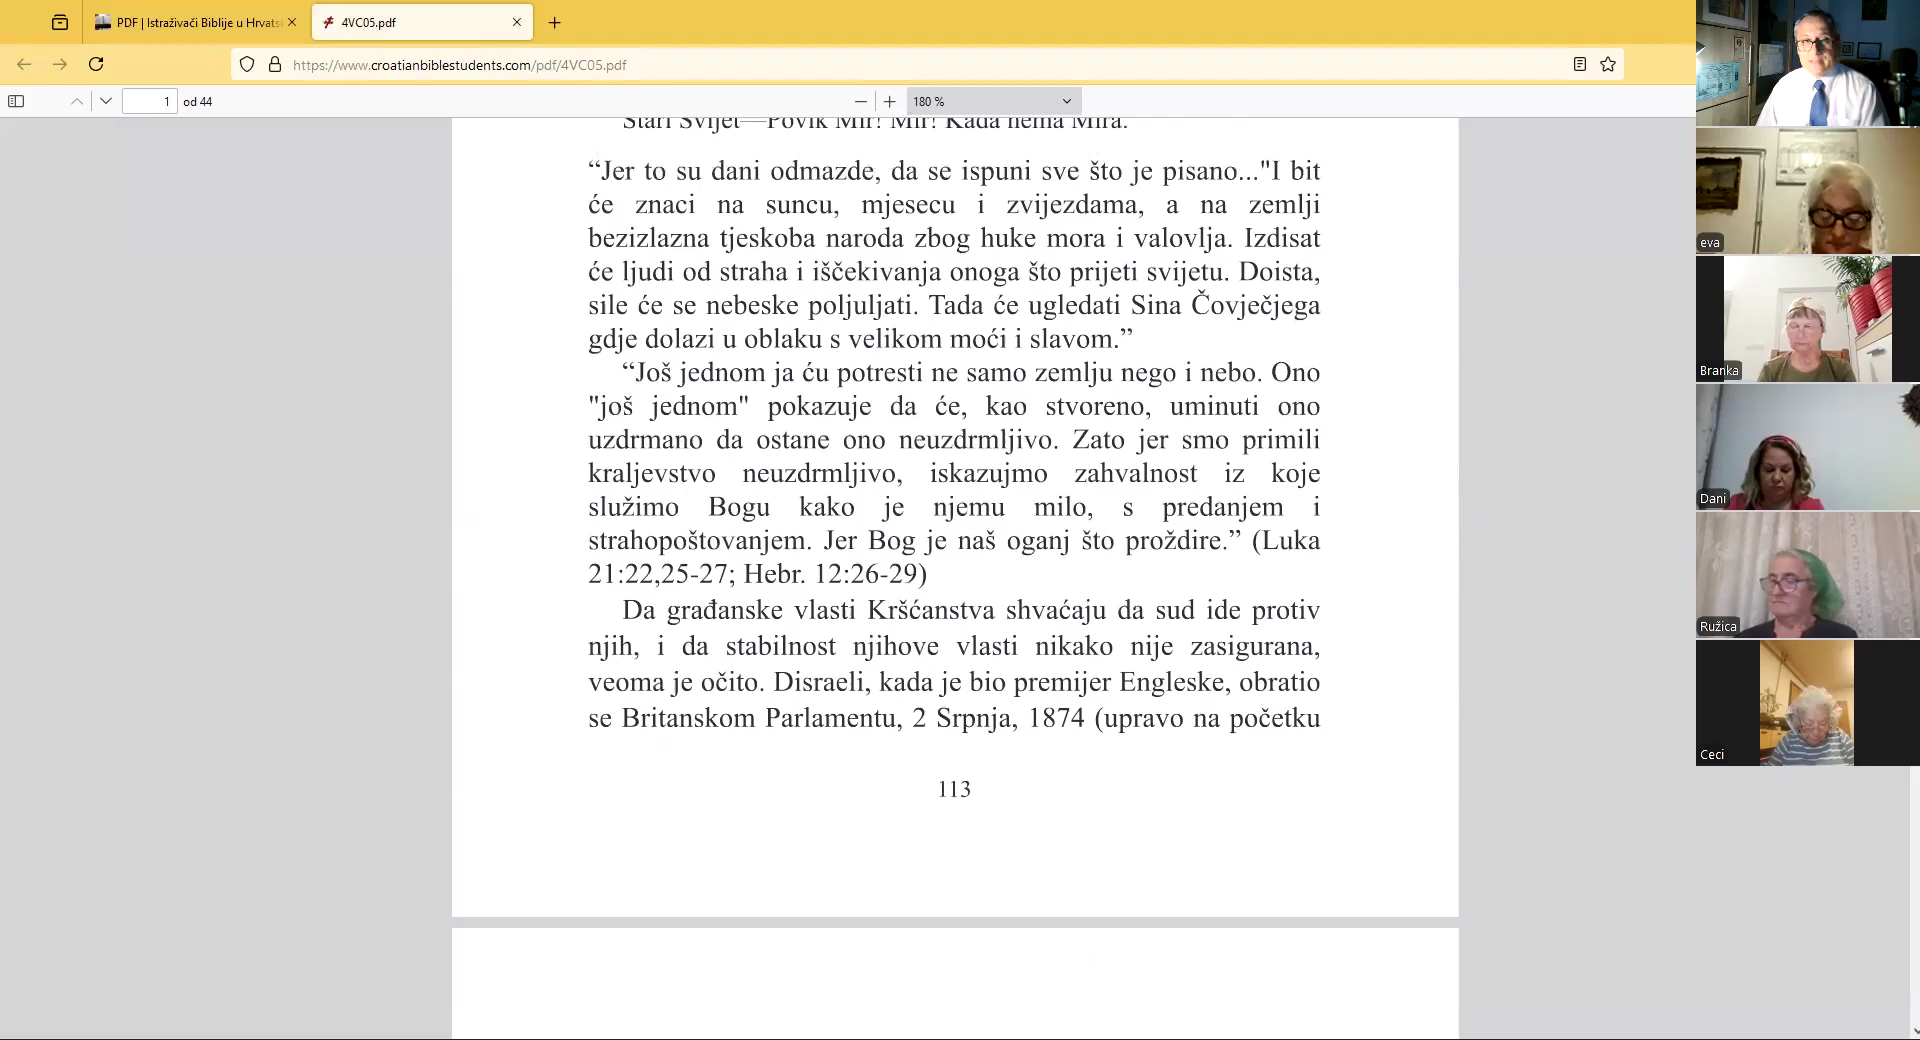 PDF | Istraživači Biblije u Hrvats
4VC05.pdf
https://www.croatianbiblestudents.com/pdf/4VC05.pdf
1 od 44
180 %
Stari Svijet—Povik Mir! Mir! Kada nema Mira.
“Jer to su dani odmazde, da se ispuni sve što je pisano..."I bit
će znaci na suncu, mjesecu i zvijezdama, a na zemlji
bezizlazna tjeskoba naroda zbog huke mora i valovlja. Izdisat
će ljudi od straha i iščekivanja onoga što prijeti svijetu. Doista,
sile će se nebeske poljuljati. Tada će ugledati Sina Čovječjega
gdje dolazi u oblaku s velikom moći i slavom.”
“Još jednom ja ću potresti ne samo zemlju nego i nebo. Ono
"još jednom" pokazuje da će, kao stvoreno, uminuti ono
uzdrmano da ostane ono neuzdrmljivo. Zato jer smo primili
kraljevstvo neuzdrmljivo, iskazujmo zahvalnost iz koje
služimo Bogu kako je njemu milo, s predanjem i
strahopoštovanjem. Jer Bog je naš oganj što proždire.” (Luka
21:22,25-27; Hebr. 12:26-29)
Da građanske vlasti Kršćanstva shvaćaju da sud ide protiv
njih, i da stabilnost njihove vlasti nikako nije zasigurana,
veoma je očito. Disraeli, kada je bio premijer Engleske, obratio
se Britanskom Parlamentu, 2 Srpnja, 1874 (upravo na početku
113
eva
Branka
Dani
Ružica
Ceci